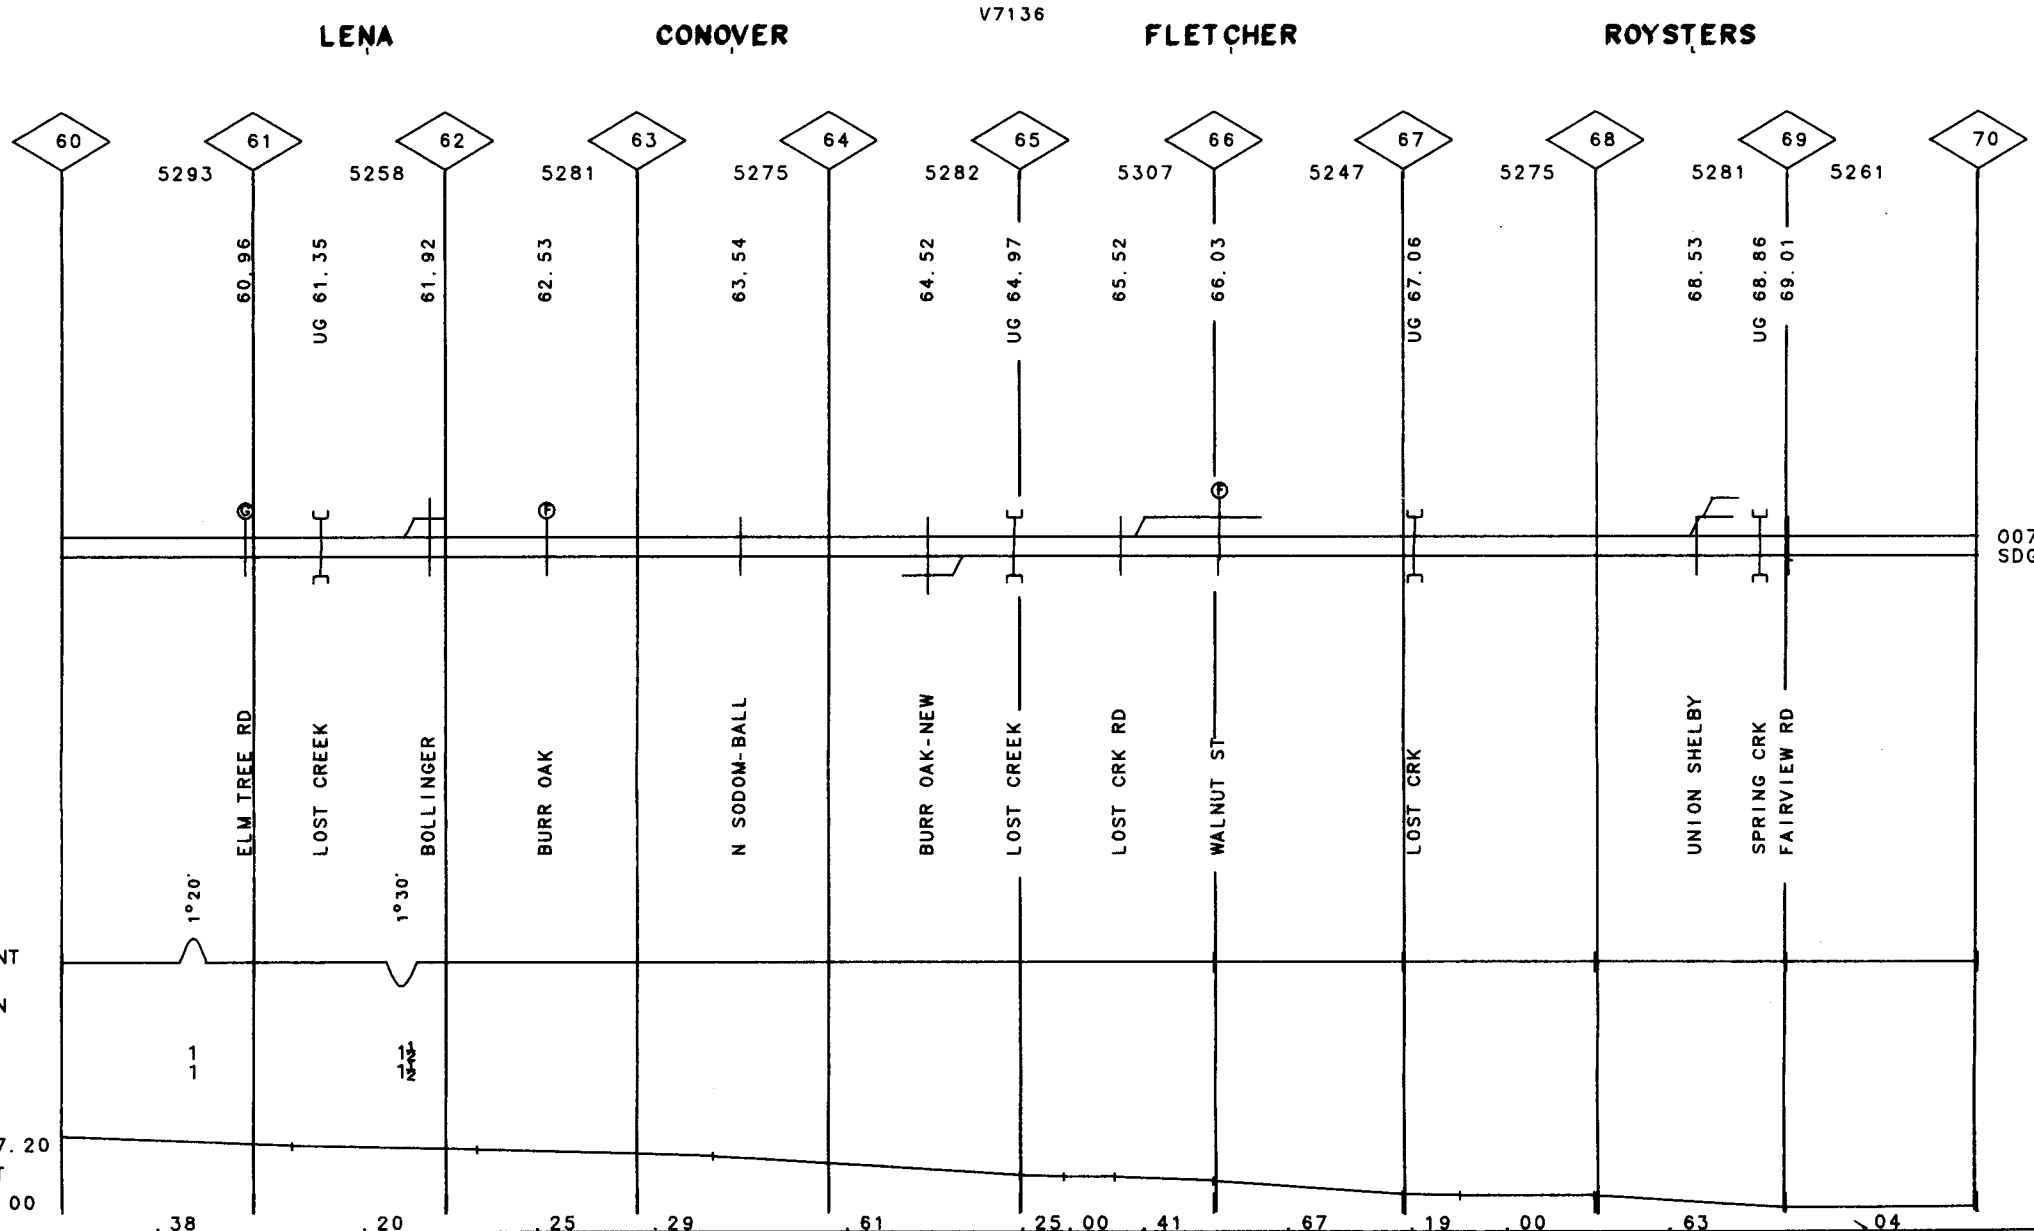 V7136
LENA CONOVER FLETCHER ROYSTERS
60 61 62 63 64 65 66 67 68 69 70
5293 5258 5281 5275 5282 5307 5247 5275 5281 5261
60.96
UG 61.35
61.92
62.53
63.54
64.52
UG 64.97
65.52
66.03
UG 67.06
68.53
UG 68.86
69.01
G
F
F
007
SDG
ELM TREE RD
LOST CREEK
BOLLINGER
BURR OAK
N SODOM-BALL
BURR OAK-NEW
LOST CREEK
LOST CRK RD
WALNUT ST
LOST CRK
UNION SHELBY
SPRING CRK
FAIRVIEW RD
1°20'
1°30'
NT
N
1
1
7.20
T
00
.38 .20 .25 .29 .61 .25 .00 .41 .67 .19 .00 .63 .04